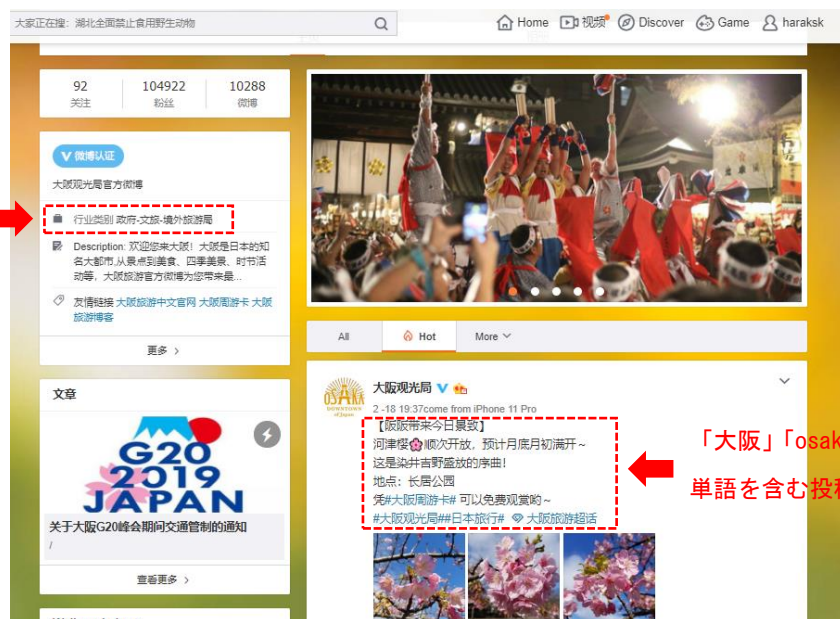 大家正在搜：湖北全面禁止食用野生动物
Home 视频 Discover Game haraksk
92 104922 10288
关注 粉丝 微博
V 微博认证
大阪观光局官方微博
行业类别 政府-文旅-境外旅游局
Description: 欢迎您来大阪！大阪是日本的知
名大都市,从景点到美食、四季美景、时节活
动等，大阪旅游官方微博为您带来最...
友情链接 大阪旅游中文官网 大阪周游卡 大阪
旅游博客
更多 >
文章
G20
2019
JAPAN
关于大阪G20峰会期间交通管制的通知
/
查看更多 >
All Hot More
OSAKA
DOWNTOWN
of Japan
大阪观光局
2 -18 19:37come from iPhone 11 Pro
【阪阪带来今日景致】
河津樱🌸顺次开放，预计月底月初满开～
这是染井吉野盛放的序曲！
地点：长居公园
凭#大阪周游卡# 可以免费观赏哟～
#大阪观光局##日本旅行# 大阪旅游超话
「大阪」「osak
単語を含む投稿